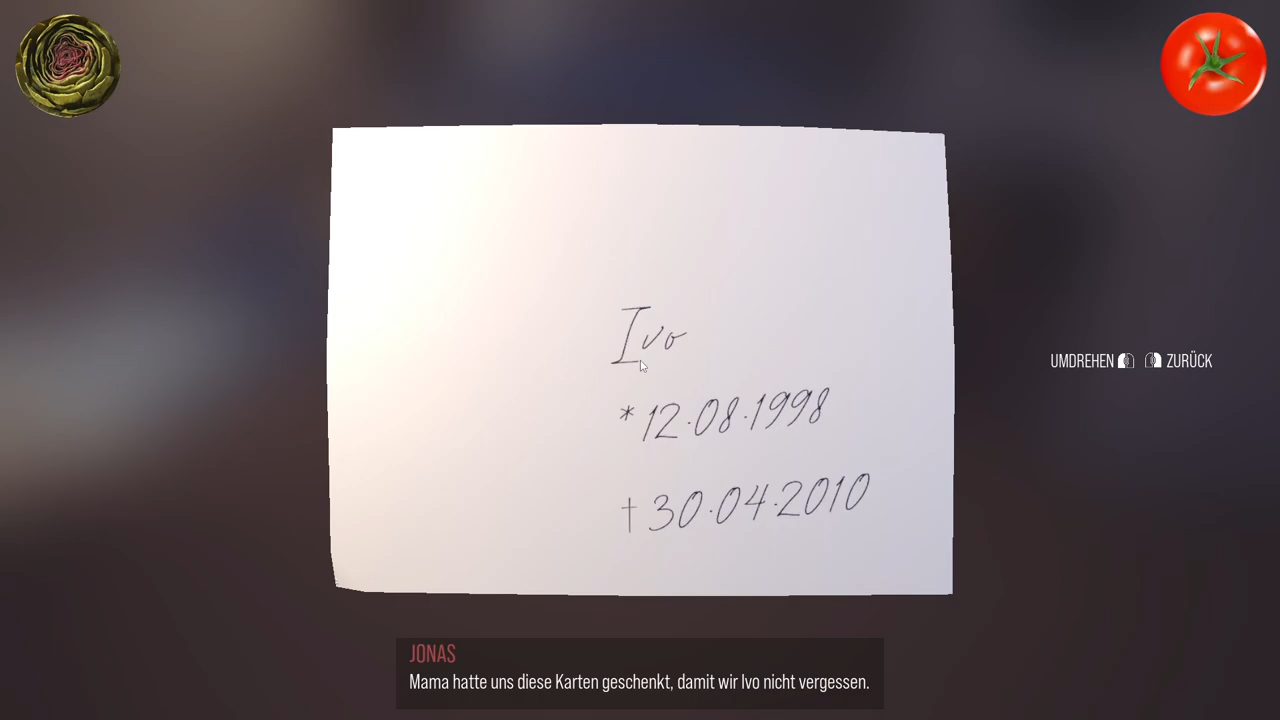 Ivo
*12.08.1998
†30.04.2010
UMDREHEN ZURÜCK
JONAS
Mama hatte uns diese Karten geschenkt, damit wir Ivo nicht vergessen.